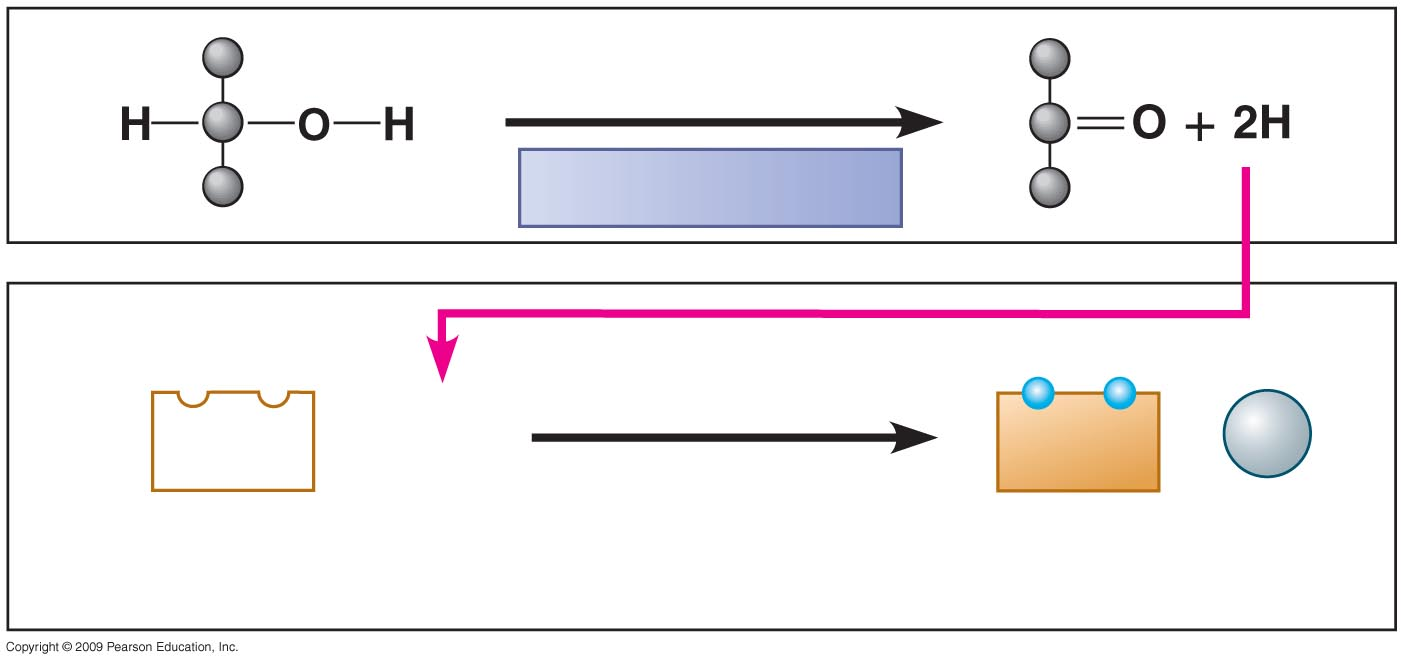 H O H O + 2H
Copyright © 2009 Pearson Education, Inc.